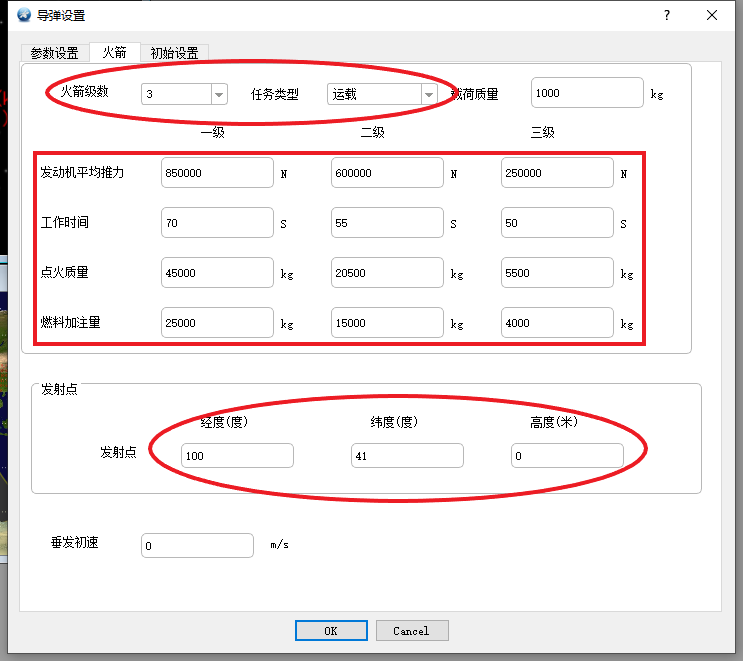 导弹设置 ?
参数设置 火箭 初始设置
火箭级数 3 任务类型 运载 载荷质量 1000 kg
一级 二级 三级
发动机平均推力 850000 N 600000 N 250000 N
工作时间 70 S 55 S 50 S
点火质量 45000 kg 20500 kg 5500 kg
燃料加注量 25000 kg 15000 kg 4000 kg
发射点
经度(度) 纬度(度) 高度(米)
发射点 100 41 0
垂发初速 0 m/s
OK Cancel